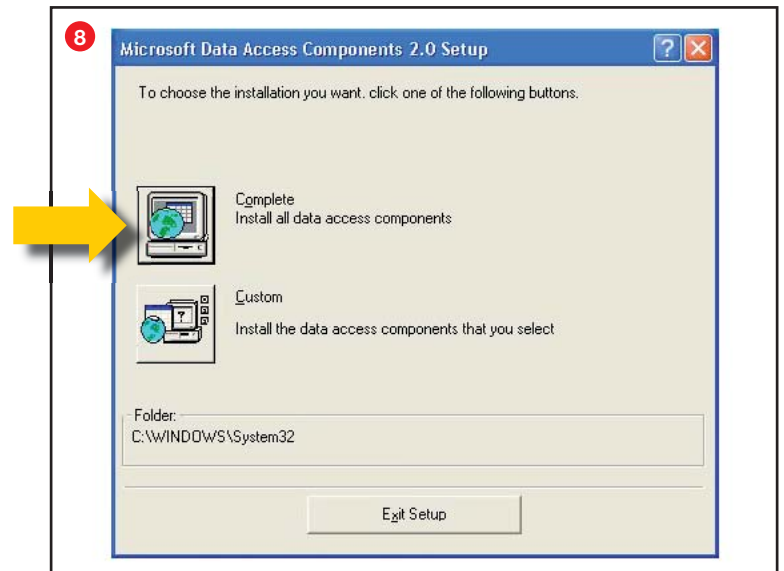 8
Microsoft Data Access Components 2.0 Setup
?
To choose the installation you want, click one of the following buttons.
Complete
Install all data access components
?
Custom
Install the data access components that you select
Folder:
C:\WINDOWS\System32
Exit Setup